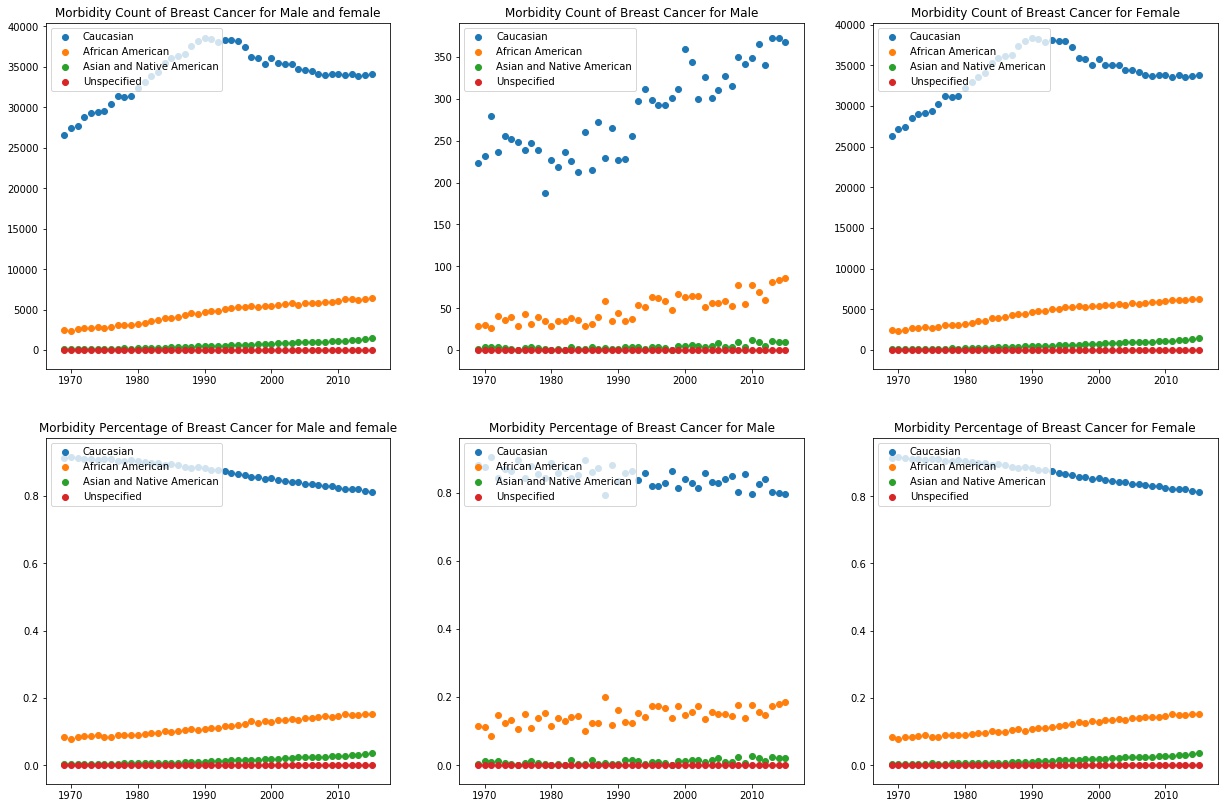 Morbidity Count of Breast Cancer for Male and female
Caucasian
African American
Asian and Native American
Unspecified
40000
35000
30000
25000
20000
15000
10000
5000
0
1970 1980 1990 2000 2010
Morbidity Count of Breast Cancer for Male
Caucasian
African American
Asian and Native American
Unspecified
350
300
250
200
150
100
50
0
1970 1980 1990 2000 2010
Morbidity Count of Breast Cancer for Female
Caucasian
African American
Asian and Native American
Unspecified
40000
35000
30000
25000
20000
15000
10000
5000
0
1970 1980 1990 2000 2010
Morbidity Percentage of Breast Cancer for Male and female
Caucasian
African American
Asian and Native American
Unspecified
0.8
0.6
0.4
0.2
0.0
1970 1980 1990 2000 2010
Morbidity Percentage of Breast Cancer for Male
Caucasian
African American
Asian and Native American
Unspecified
0.8
0.6
0.4
0.2
0.0
1970 1980 1990 2000 2010
Morbidity Percentage of Breast Cancer for Female
Caucasian
African American
Asian and Native American
Unspecified
0.8
0.6
0.4
0.2
0.0
1970 1980 1990 2000 2010